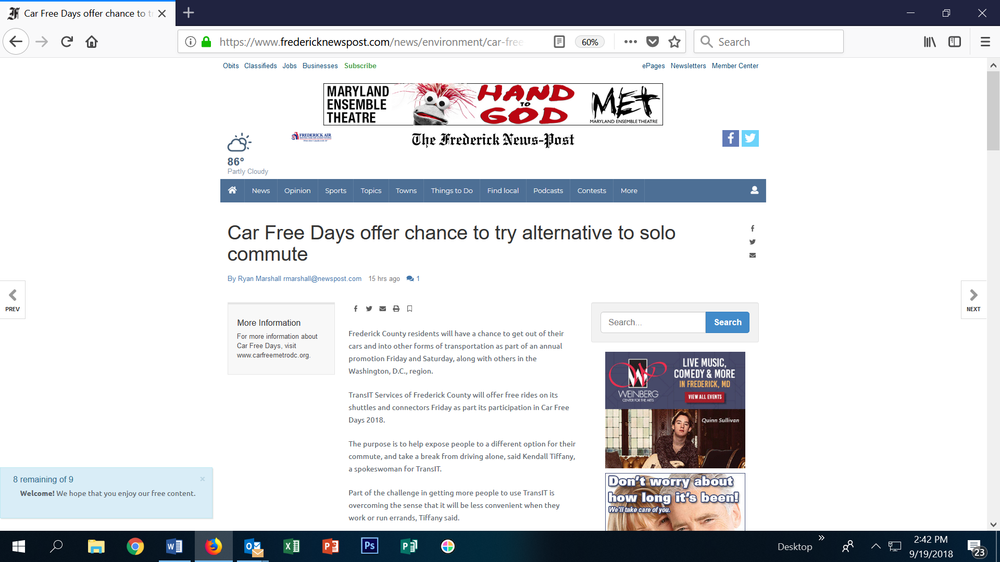 Car Free Days offer chance to t
https://www.fredericknewspost.com/news/environment/car-free
60%
Search
Obits Classifieds Jobs Businesses Subscribe
ePages Newsletters Member Center
MARYLAND
ENSEMBLE
THEATRE
HAND
TO
GOD
MET
MARYLAND ENSEMBLE THEATRE
86°
Partly Cloudy
FREDERICK AIR
The Frederick News-Post
News Opinion Sports Topics Towns Things to Do Find local Podcasts Contests More
Car Free Days offer chance to try alternative to solo
commute
By Ryan Marshall rmarshall@newspost.com 15 hrs ago 1
PREV
NEXT
More Information
For more information about
Car Free Days, visit
www.carfreemetrodc.org.
Frederick County residents will have a chance to get out of their
cars and into other forms of transportation as part of an annual
promotion Friday and Saturday, along with others in the
Washington, D.C., region.
TransIT Services of Frederick County will offer free rides on its
shuttles and connectors Friday as part its participation in Car Free
Days 2018.
The purpose is to help expose people to a different option for their
commute, and take a break from driving alone, said Kendall Tiffany,
a spokeswoman for TransIT.
Part of the challenge in getting more people to use TransIT is
overcoming the sense that it will be less convenient when they
work or run errands, Tiffany said.
Search...
Search
W
WEINBERG
CENTER FOR THE ARTS
LIVE MUSIC,
COMEDY & MORE
IN FREDERICK, MD
VIEW ALL EVENTS
Quinn Sullivan
Don't worry about
how long it's been!
We'll take care of you.
8 remaining of 9
×
Welcome! We hope that you enjoy our free content.
Ps
Desktop
2:42 PM
9/19/2018
23